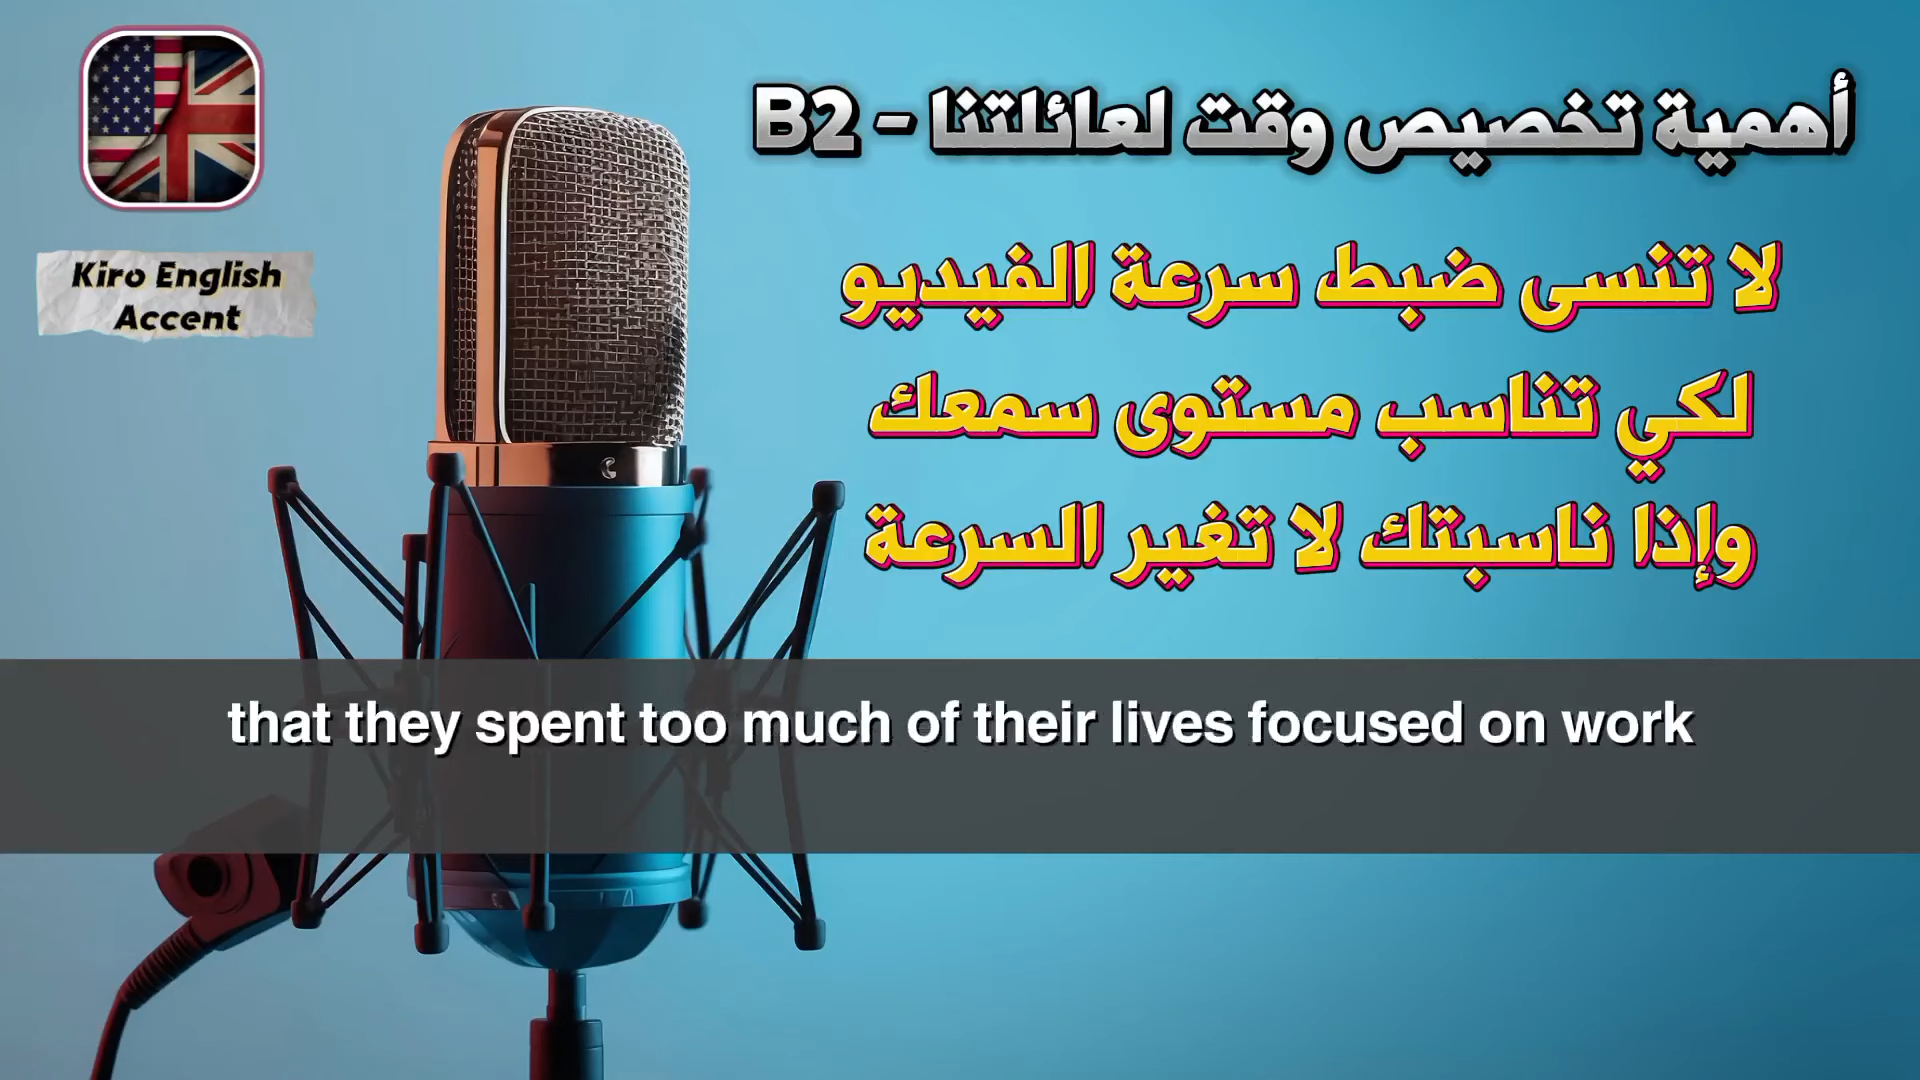 أهمية تخصيص وقت لعائلتنا - B2
Kiro English
Accent
لا تنسى ضبط سرعة الفيديو
لكي تناسب مستوى سمعك
وإذا ناسبتك لا تغير السرعة
that they spent too much of their lives focused on work